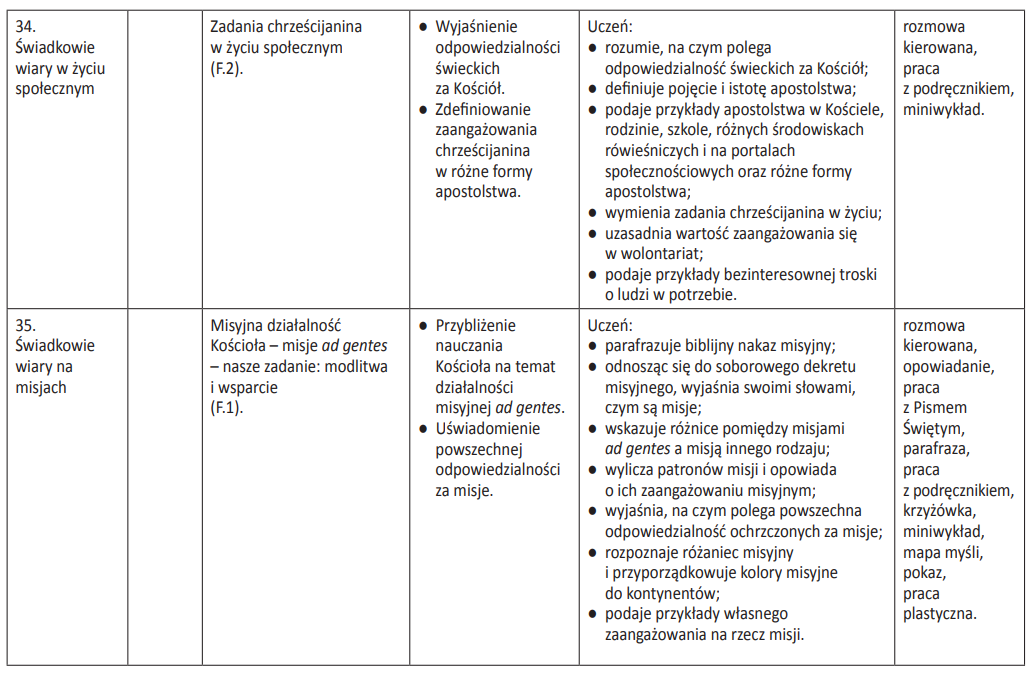 34.
Świadkowie
wiary w życiu
społecznym
Zadania chrześcijanina
w życiu społecznym
(F.2).
● Wyjaśnienie
odpowiedzialności
świeckich
za Kościół.
● Zdefiniowanie
zaangażowania
chrześcijanina
w różne formy
apostolstwa.
Uczeń:
● rozumie, na czym polega
odpowiedzialność świeckich za Kościół;
● definiuje pojęcie i istotę apostolstwa;
● podaje przykłady apostolstwa w Kościele,
rodzinie, szkole, różnych środowiskach
rówieśniczych i na portalach
społecznościowych oraz różne formy
apostolstwa;
● wymienia zadania chrześcijanina w życiu;
● uzasadnia wartość zaangażowania się
w wolontariat;
● podaje przykłady bezinteresownej troski
o ludzi w potrzebie.
rozmowa
kierowana,
praca
z podręcznikiem,
miniwykład.
35.
Świadkowie
wiary na
misjach
Misyjna działalność
Kościoła – misje ad gentes
– nasze zadanie: modlitwa
i wsparcie
(F.1).
● Przybliżenie
nauczania
Kościoła na temat
działalności
misyjnej ad gentes.
● Uświadomienie
powszechnej
odpowiedzialności
za misje.
Uczeń:
● parafrazuje biblijny nakaz misyjny;
● odnosząc się do soborowego dekretu
misyjnego, wyjaśnia swoimi słowami,
czym są misje;
● wskazuje różnice pomiędzy misjami
ad gentes a misją innego rodzaju;
● wylicza patronów misji i opowiada
o ich zaangażowaniu misyjnym;
● wyjaśnia, na czym polega powszechna
odpowiedzialność ochrzczonych za misje;
● rozpoznaje różaniec misyjny
i przyporządkowuje kolory misyjne
do kontynentów;
● podaje przykłady własnego
zaangażowania na rzecz misji.
rozmowa
kierowana,
opowiadanie,
praca
z Pismem
Świętym,
parafraza,
praca
z podręcznikiem,
krzyżówka,
miniwykład,
mapa myśli,
pokaz,
praca
plastyczna.